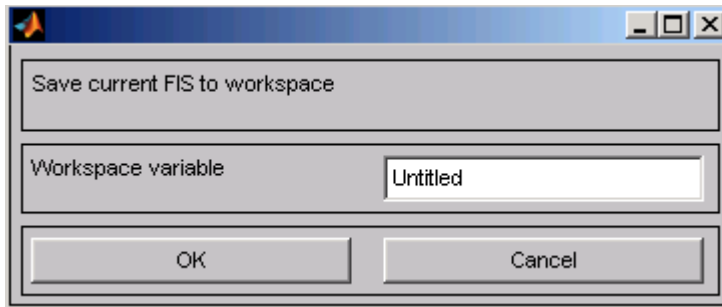 Save current FIS to workspace
Workspace variable
Untitled
OK
Cancel